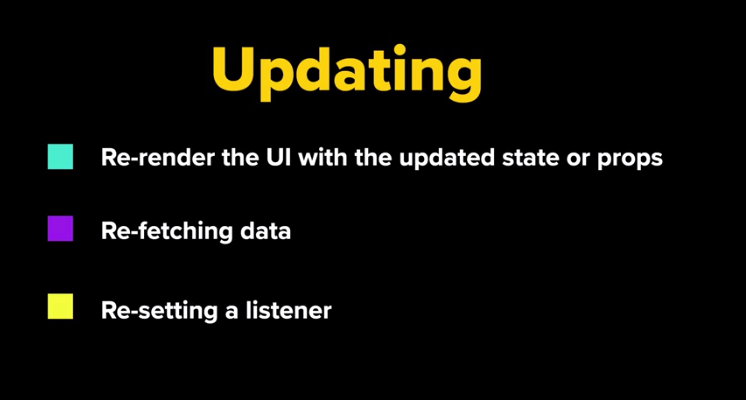 Updating
Re-render the UI with the updated state or props
Re-fetching data
Re-setting a listener